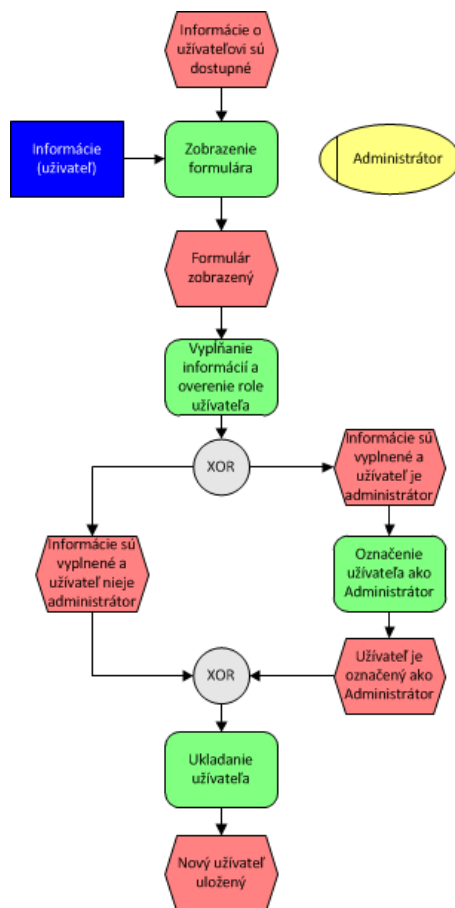 Informácie o
užívateľovi sú
dostupné
Informácie
(uživateľ)
Zobrazenie
formulára
Administrátor
Formulár
zobrazený
Vyplňanie
informácií a
overenie role
užívateľa
XOR
Informácie sú
vyplnené a
užívateľ je
administrátor
Informácie sú
vyplnené a
užívateľ nieje
administrátor
Označenie
užívateľa ako
Administrátor
Užívateľ je
označený ako
Administrátor
XOR
Ukladanie
užívateľa
Nový užívateľ
uložený